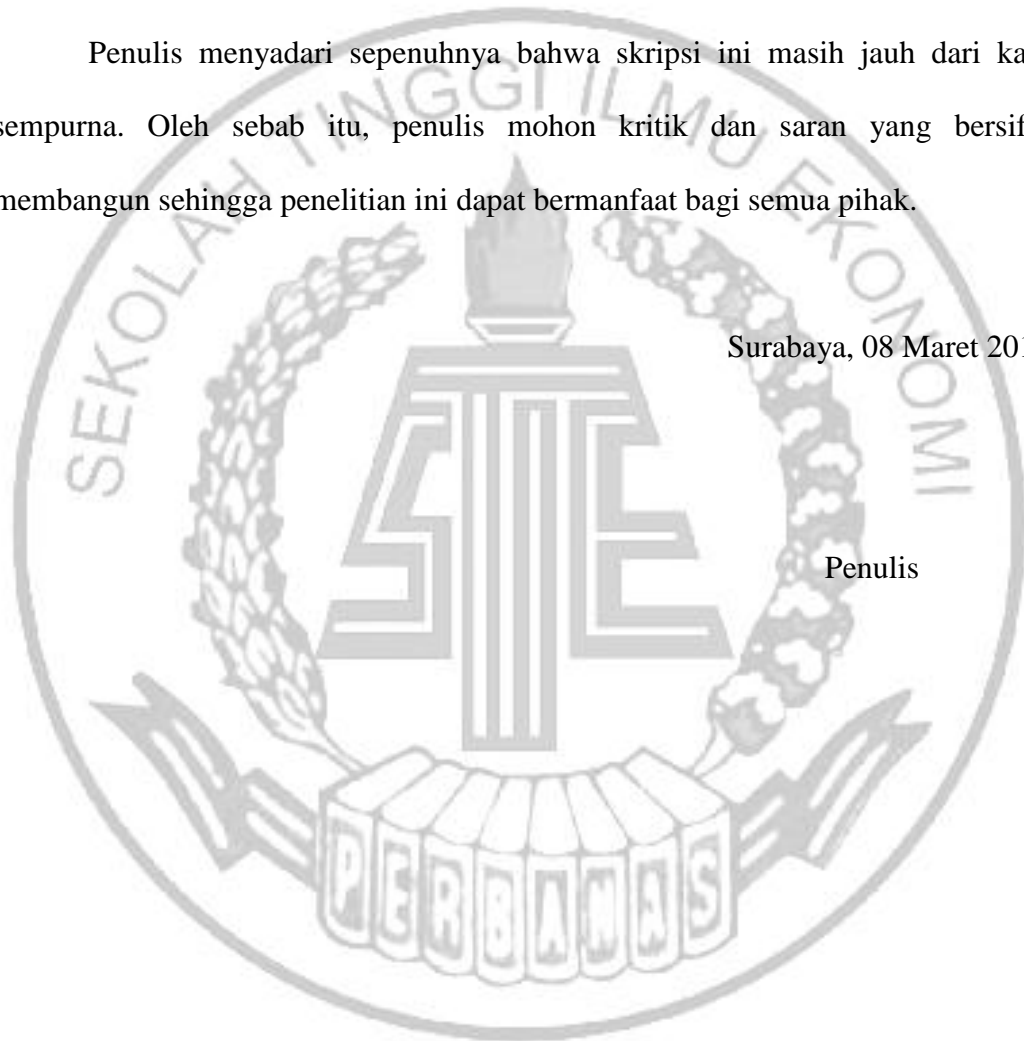 Penulis menyadari sepenuhnya bahwa skripsi ini masih jauh dari ka
sempurna. Oleh sebab itu, penulis mohon kritik dan saran yang bersif
membangun sehingga penelitian ini dapat bermanfaat bagi semua pihak.
Surabaya, 08 Maret 201
Penulis
SEKOLAH TINGGI ILMU EKONOMI
STIE
PERBANAS